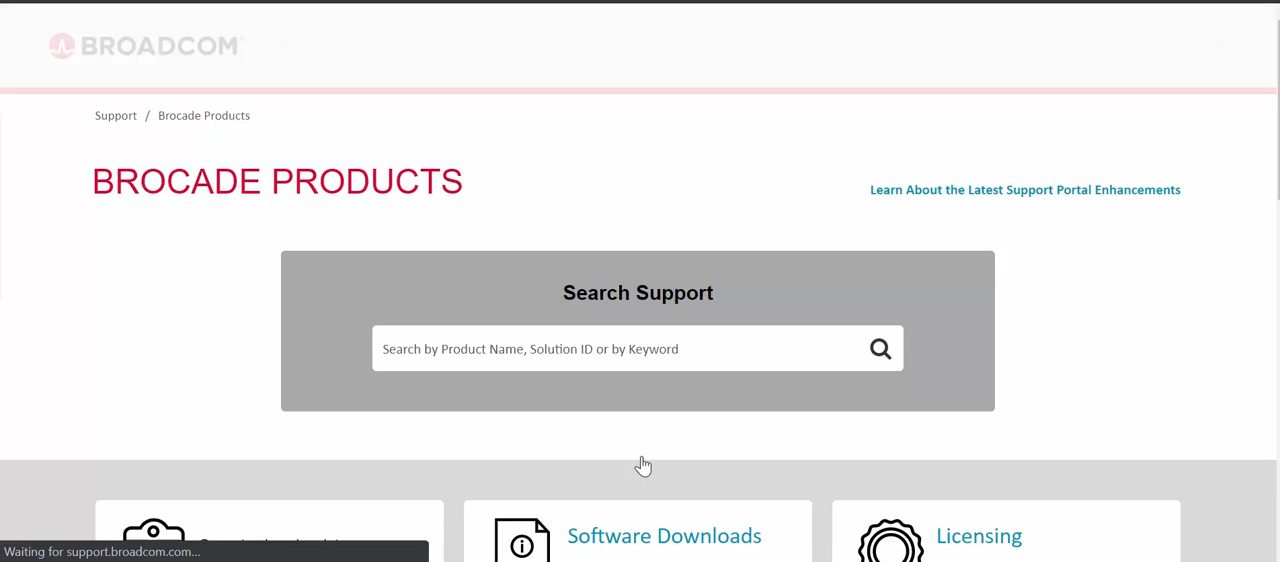 BROADCOM
Support / Brocade Products
BROCADE PRODUCTS
Learn About the Latest Support Portal Enhancements
Search Support
Search by Product Name, Solution ID or by Keyword
Software Downloads
Licensing
Waiting for support.broadcom.com...